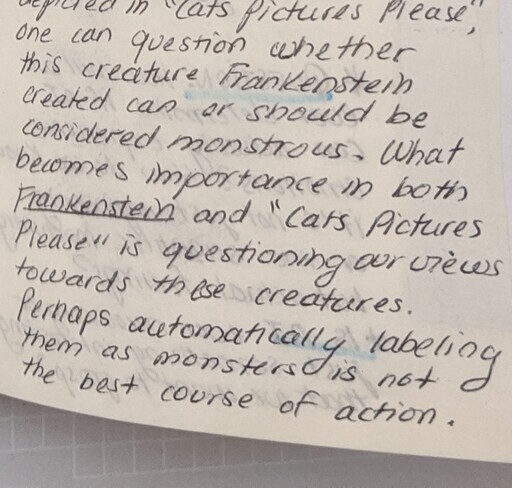 depicted in "Cats Pictures Please",
one can question whether
this creature Frankenstein
created can or should be
considered monstrous. What
becomes importance in both
Frankenstein and "Cats Pictures
Please" is questioning our views
towards these creatures.
Perhaps automatically labeling
them as monsters is not
the best course of action.